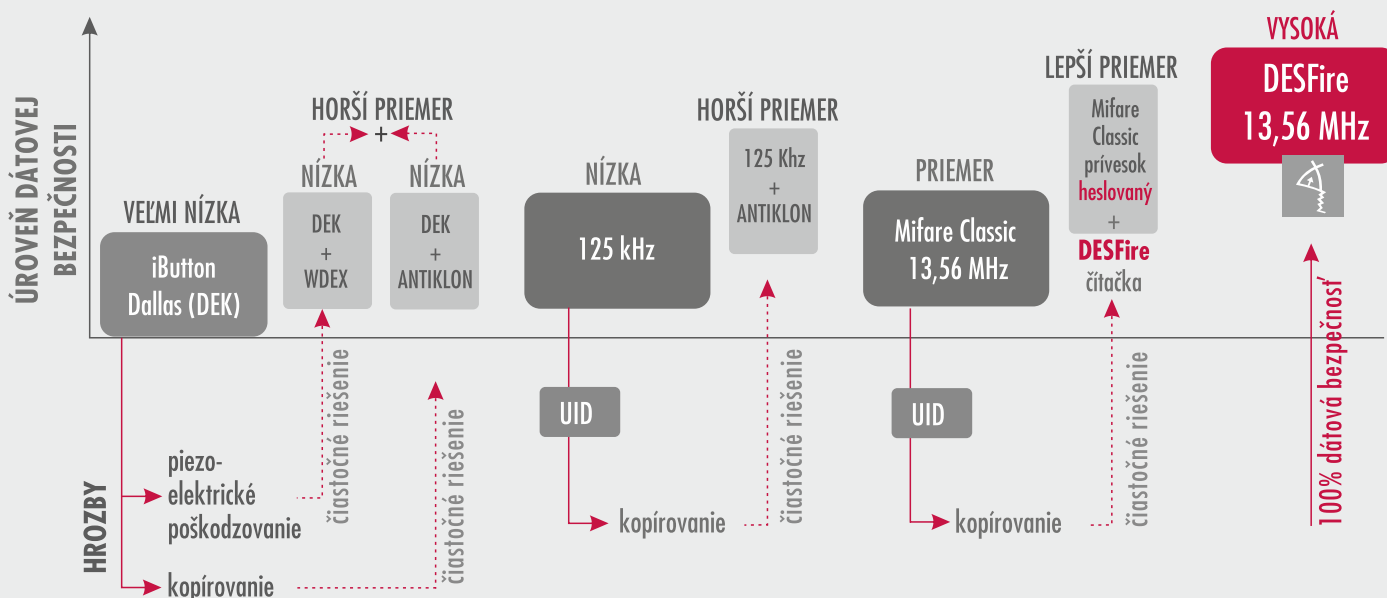 ÚROVEŇ DÁTOVEJ
BEZPEČNOSTI
VEĽMI NÍZKA
iButton
Dallas (DEK)
HORŠÍ PRIEMER
+
NÍZKA
DEK
+
WDEX
NÍZKA
DEK
+
ANTIKLON
NÍZKA
125 kHz
HORŠÍ PRIEMER
125 Khz
+
ANTIKLON
PRIEMER
Mifare Classic
13,56 MHz
LEPŠÍ PRIEMER
Mifare
Classic
prívesok
heslovaný
+
DESFire
čítačka
VYSOKÁ
DESFire
13,56 MHz
HROZBY
piezo-
elektrické
poškodzovanie
kopírovanie
čiastočné riešenie
čiastočné riešenie
UID
kopírovanie
čiastočné riešenie
UID
kopírovanie
čiastočné riešenie
100% dátová bezpečnosť